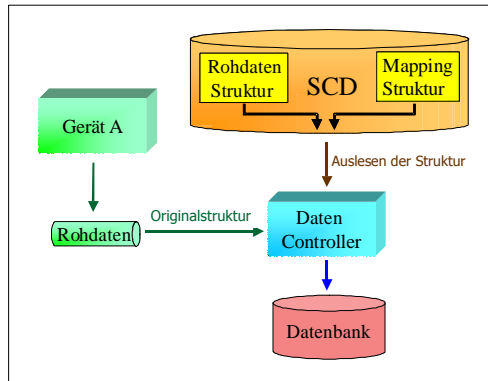 Rohdaten
Struktur
SCD
Mapping
Struktur
Gerät A
Auslesen der Struktur
Originalstruktur
Rohdaten
Daten
Controller
Datenbank